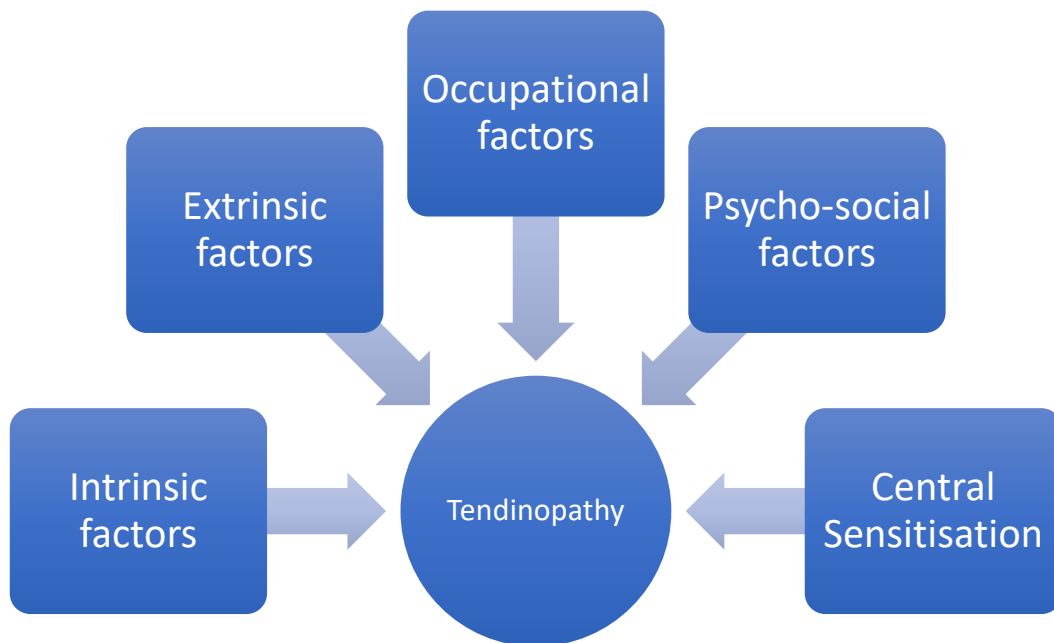 Occupational
factors
Extrinsic
factors
Psycho-social
factors
Intrinsic
factors
Tendinopathy
Central
Sensitisation